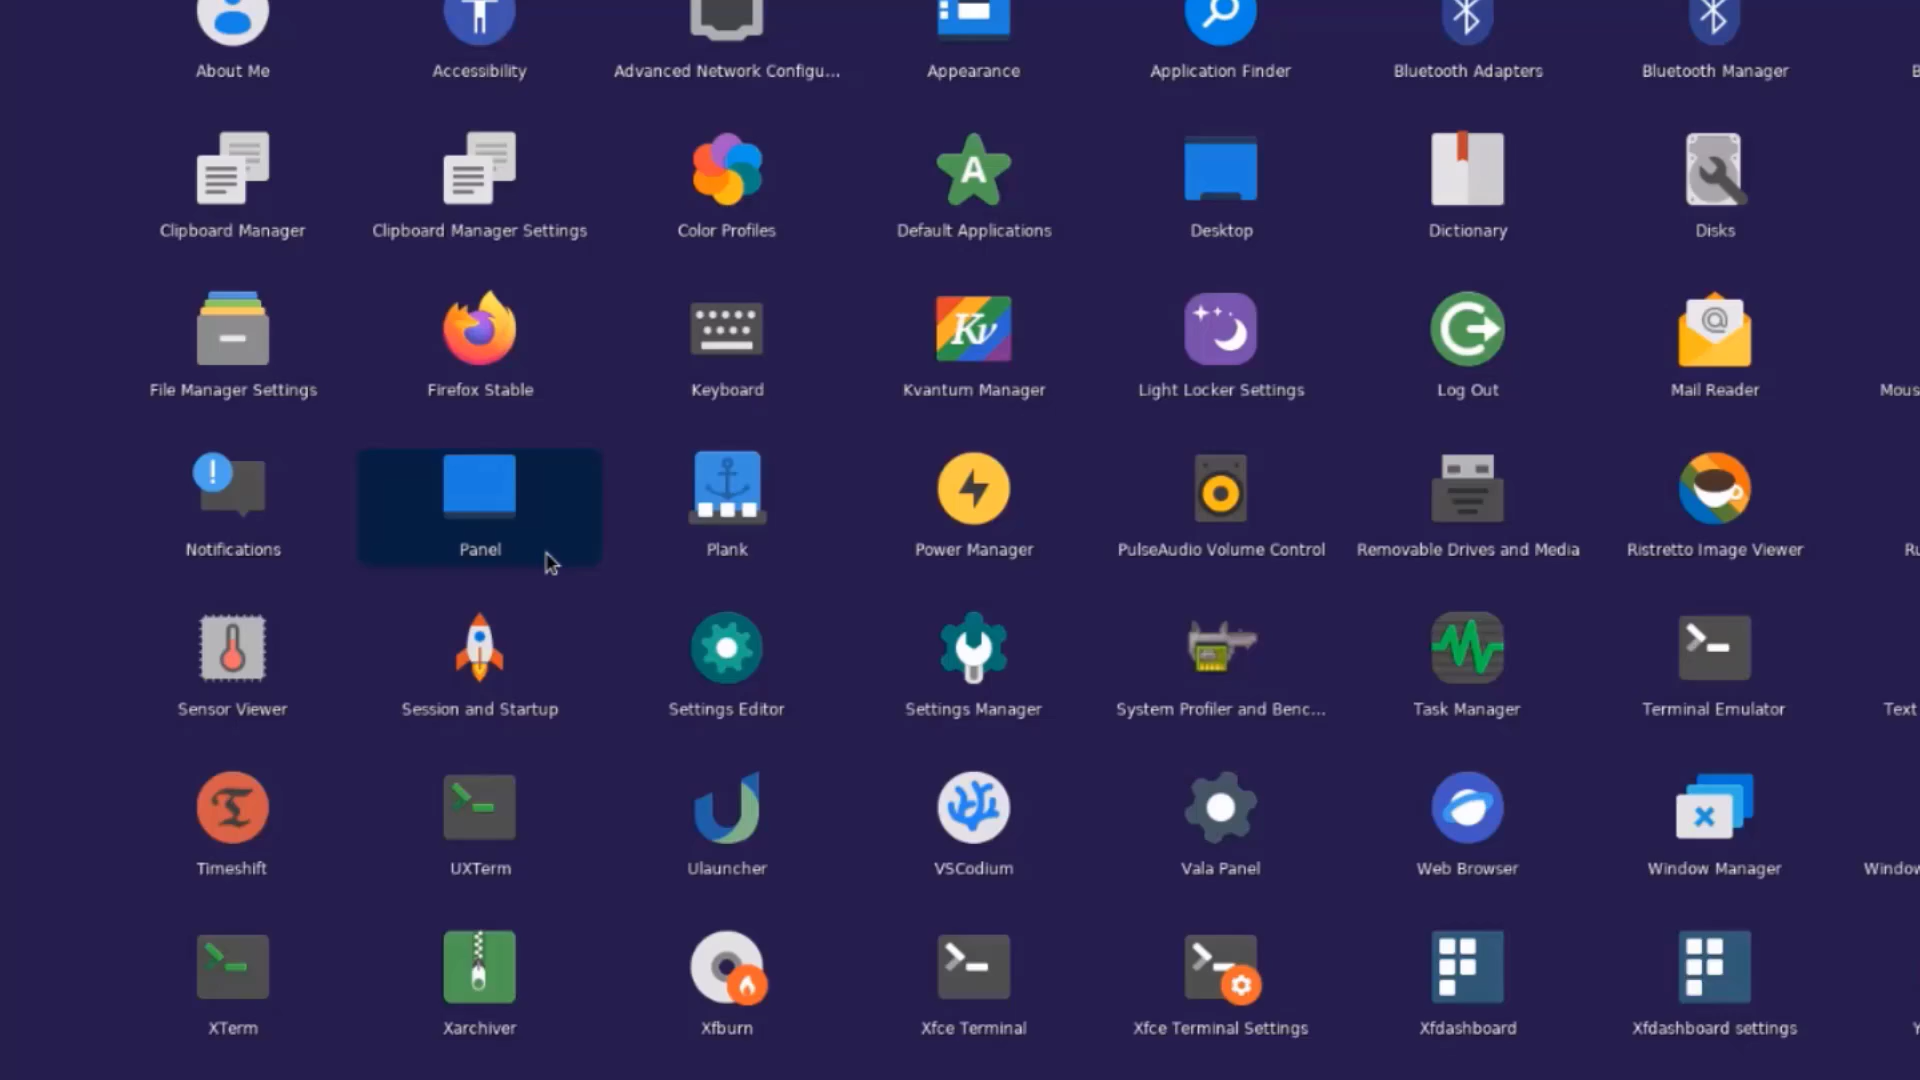 About Me
Accessibility
Advanced Network Configu...
Appearance
Application Finder
Bluetooth Adapters
Bluetooth Manager
B
Clipboard Manager
Clipboard Manager Settings
Color Profiles
A
Default Applications
Desktop
Dictionary
Disks
File Manager Settings
Firefox Stable
Keyboard
Kv
Kvantum Manager
Light Locker Settings
Log Out
@
Mail Reader
Mous
!
Notifications
Panel
Plank
Power Manager
PulseAudio Volume Control
Removable Drives and Media
Ristretto Image Viewer
Ru
Sensor Viewer
Session and Startup
Settings Editor
Settings Manager
System Profiler and Benc...
Task Manager
>_
Terminal Emulator
Text
Timeshift
>_
UXTerm
Ulauncher
VSCodium
Vala Panel
Web Browser
Window Manager
Window
>_
XTerm
Xarchiver
Xfburn
>_
Xfce Terminal
>_
Xfce Terminal Settings
Xfdashboard
Xfdashboard settings